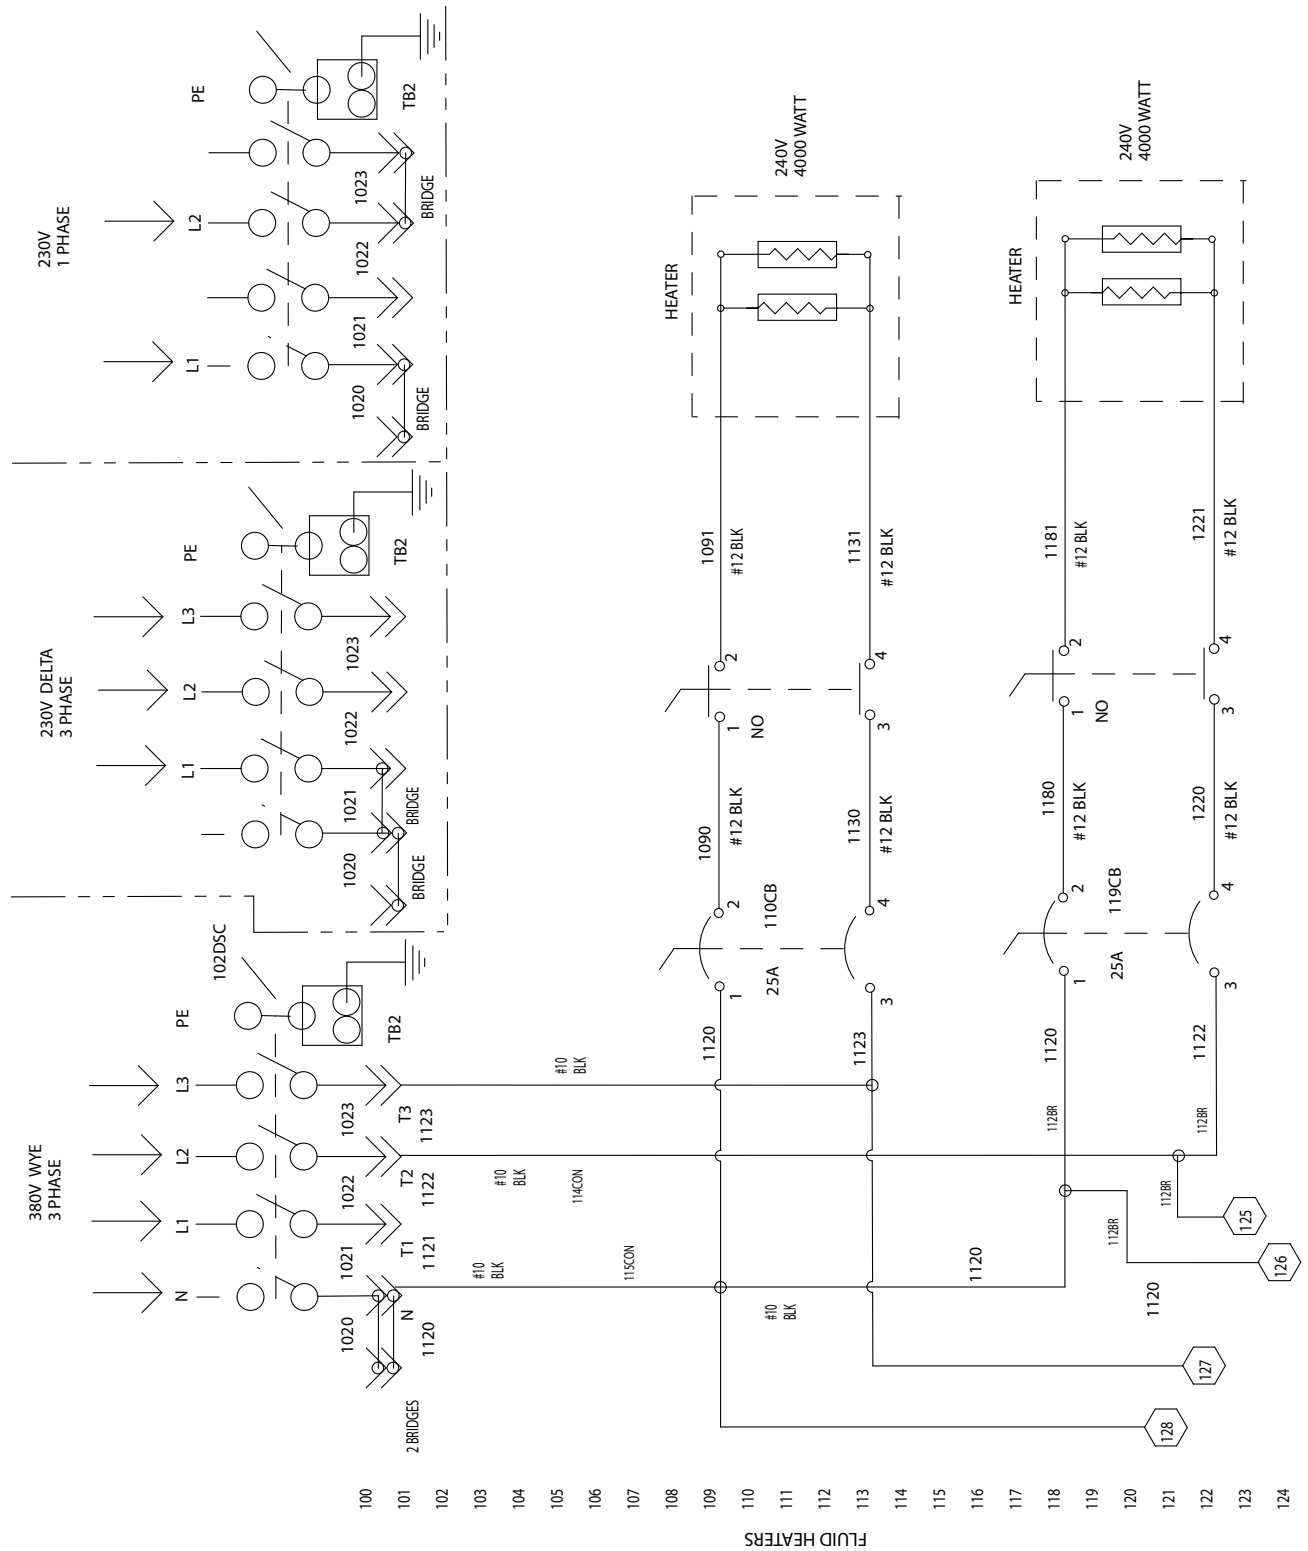 380V WYE
3 PHASE
N
L1
L2
L3
PE
102DSC
1020
1021
1022
1023
TB2
N
1120
T1
1121
T2
1122
T3
1123
2 BRIDGES
230V DELTA
3 PHASE
L1
L2
L3
PE
1020
1021
1022
1023
TB2
BRIDGE
BRIDGE
230V
1 PHASE
L1
L2
PE
1020
1021
1022
1023
TB2
BRIDGE
BRIDGE
#10
BLK
115CON
#10
BLK
114CON
#10
BLK
#10
BLK
1120
1
2
25A
110CB
1090
#12 BLK
1
2
NO
1091
#12 BLK
HEATER
240V
4000 WATT
1123
3
4
1130
#12 BLK
3
4
1131
#12 BLK
1120
112BR
1120
1
2
25A
119CB
1180
#12 BLK
1
2
NO
1181
#12 BLK
HEATER
240V
4000 WATT
112BR
1122
3
4
1220
#12 BLK
3
4
1221
#12 BLK
112BR
125
112BR
1120
126
127
128
100
101
102
103
104
105
106
107
108
109
110
111
112
113
114
115
116
117
118
119
120
121
122
123
124
FLUID HEATERS